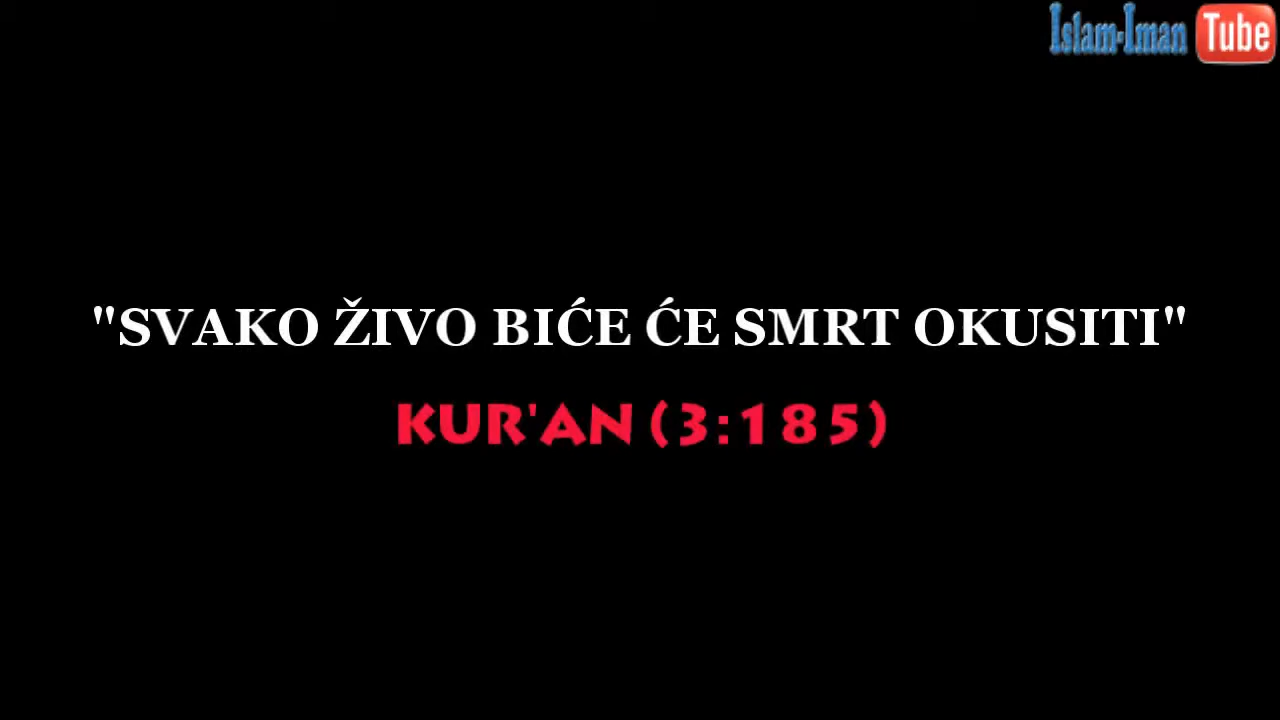 Islam-Iman Tube
"SVAKO ŽIVO BIĆE ĆE SMRT OKUSITI"
KUR'AN (3:185)